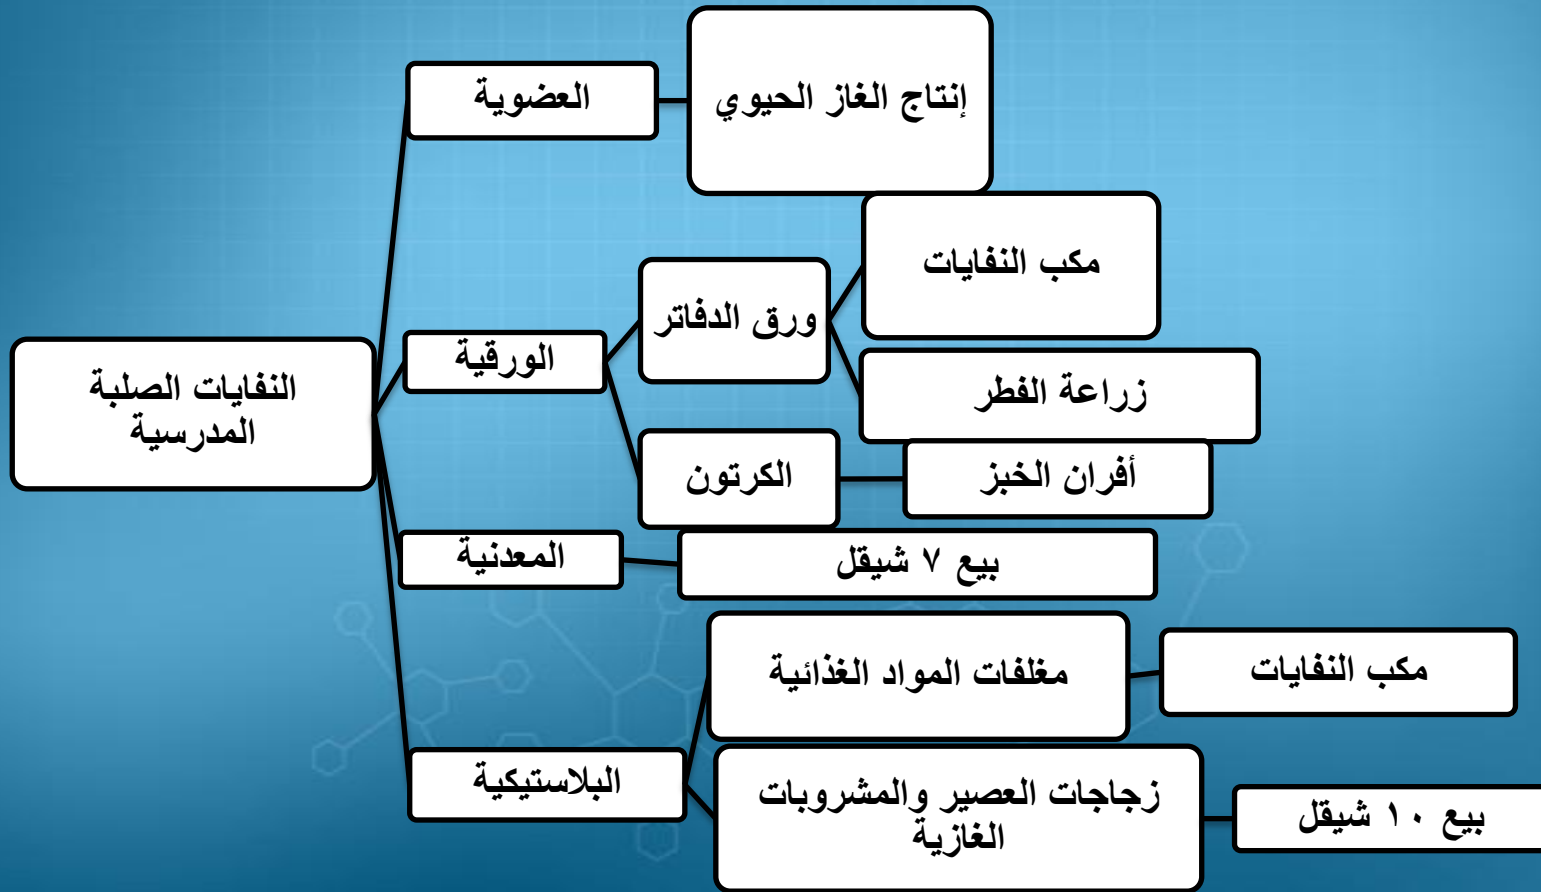 النفايات الصلبة
المدرسية
العضوية
إنتاج الغاز الحيوي
الورقية
ورق الدفاتر
مكب النفايات
زراعة الفطر
الكرتون
أفران الخبز
المعدنية
بيع ٧ شيقل
البلاستيكية
مغلفات المواد الغذائية
مكب النفايات
زجاجات العصير والمشروبات
الغازية
بيع ١٠ شيقل